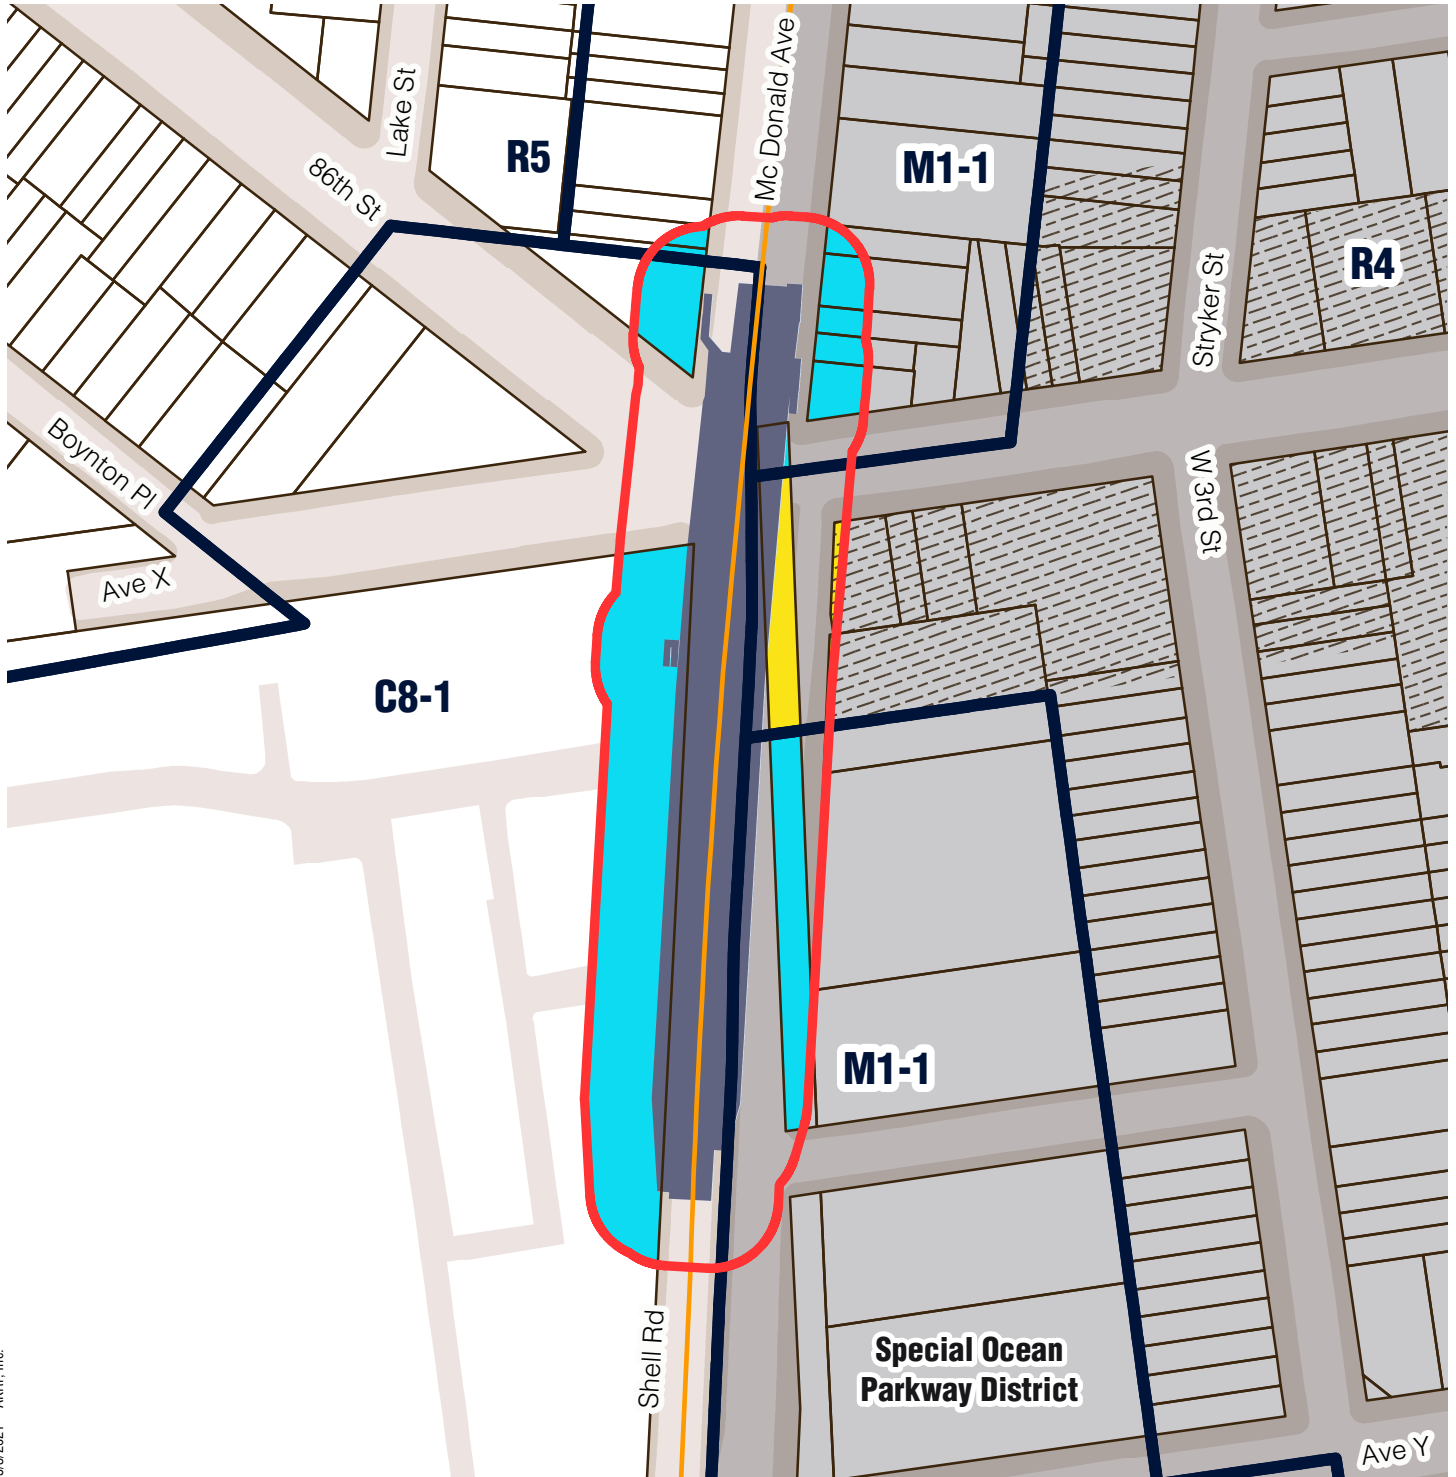 Lake St
Mc Donald Ave
R5
M1-1
86th St
R4
Stryker St
Boynton Pl
W 3rd St
Ave X
C8-1
M1-1
Shell Rd
Special Ocean
Parkway District
Ave Y